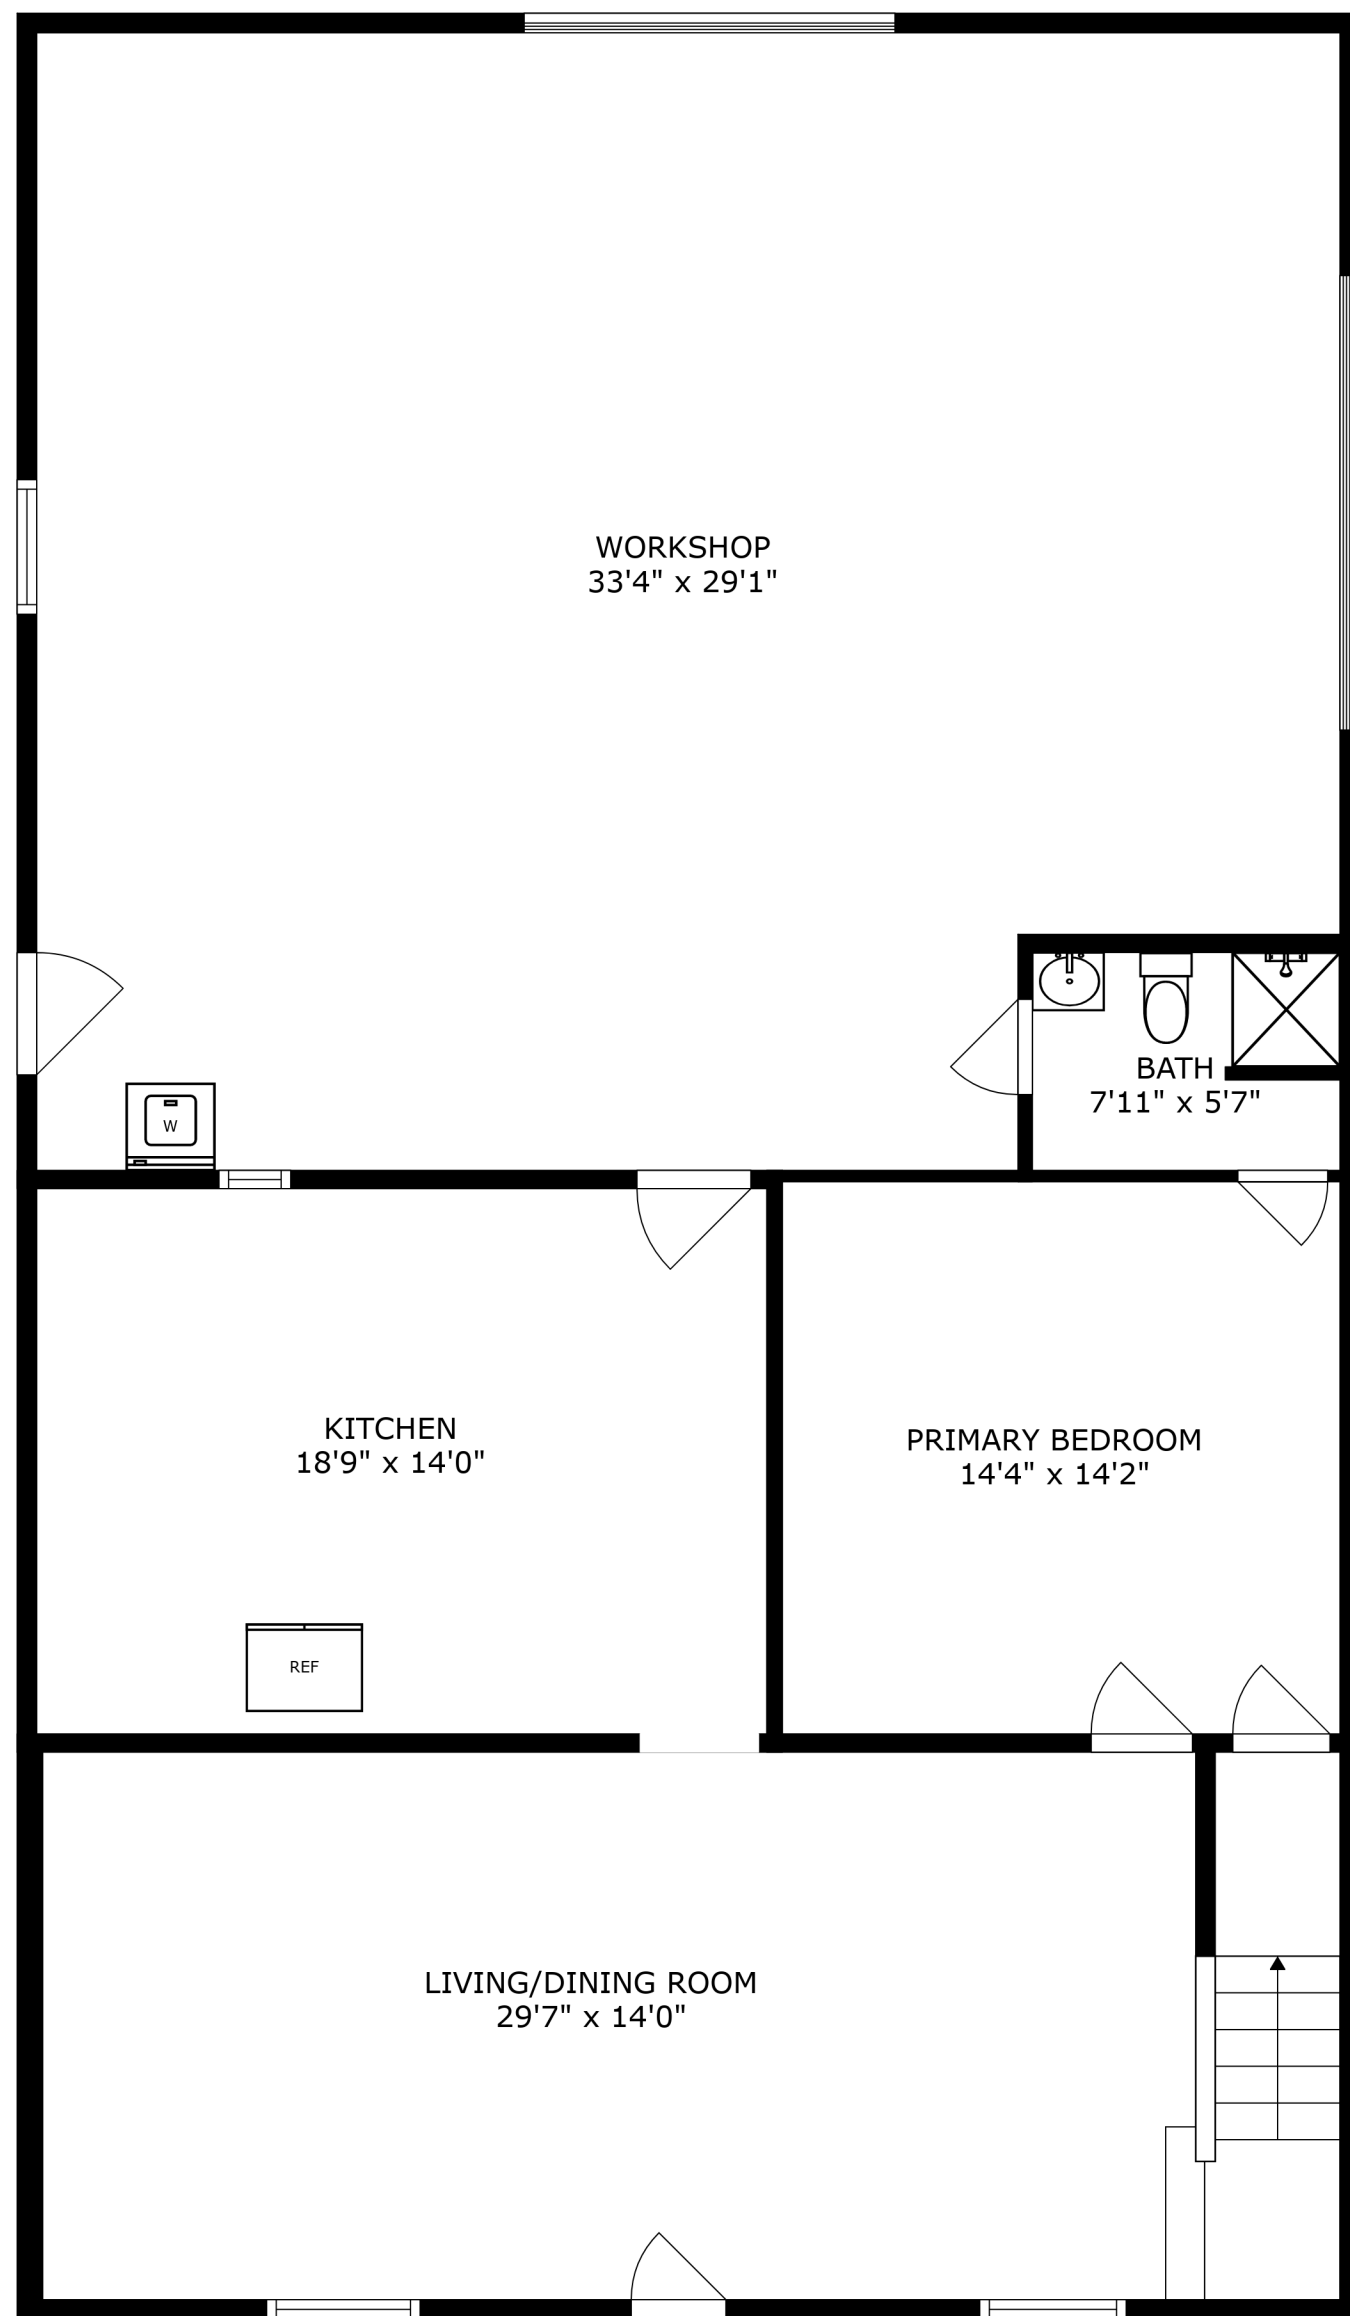 WORKSHOP
33'4" x 29'1"
BATH
7'11" x 5'7"
W
KITCHEN
18'9" x 14'0"
PRIMARY BEDROOM
14'4" x 14'2"
REF
LIVING/DINING ROOM
29'7" x 14'0"